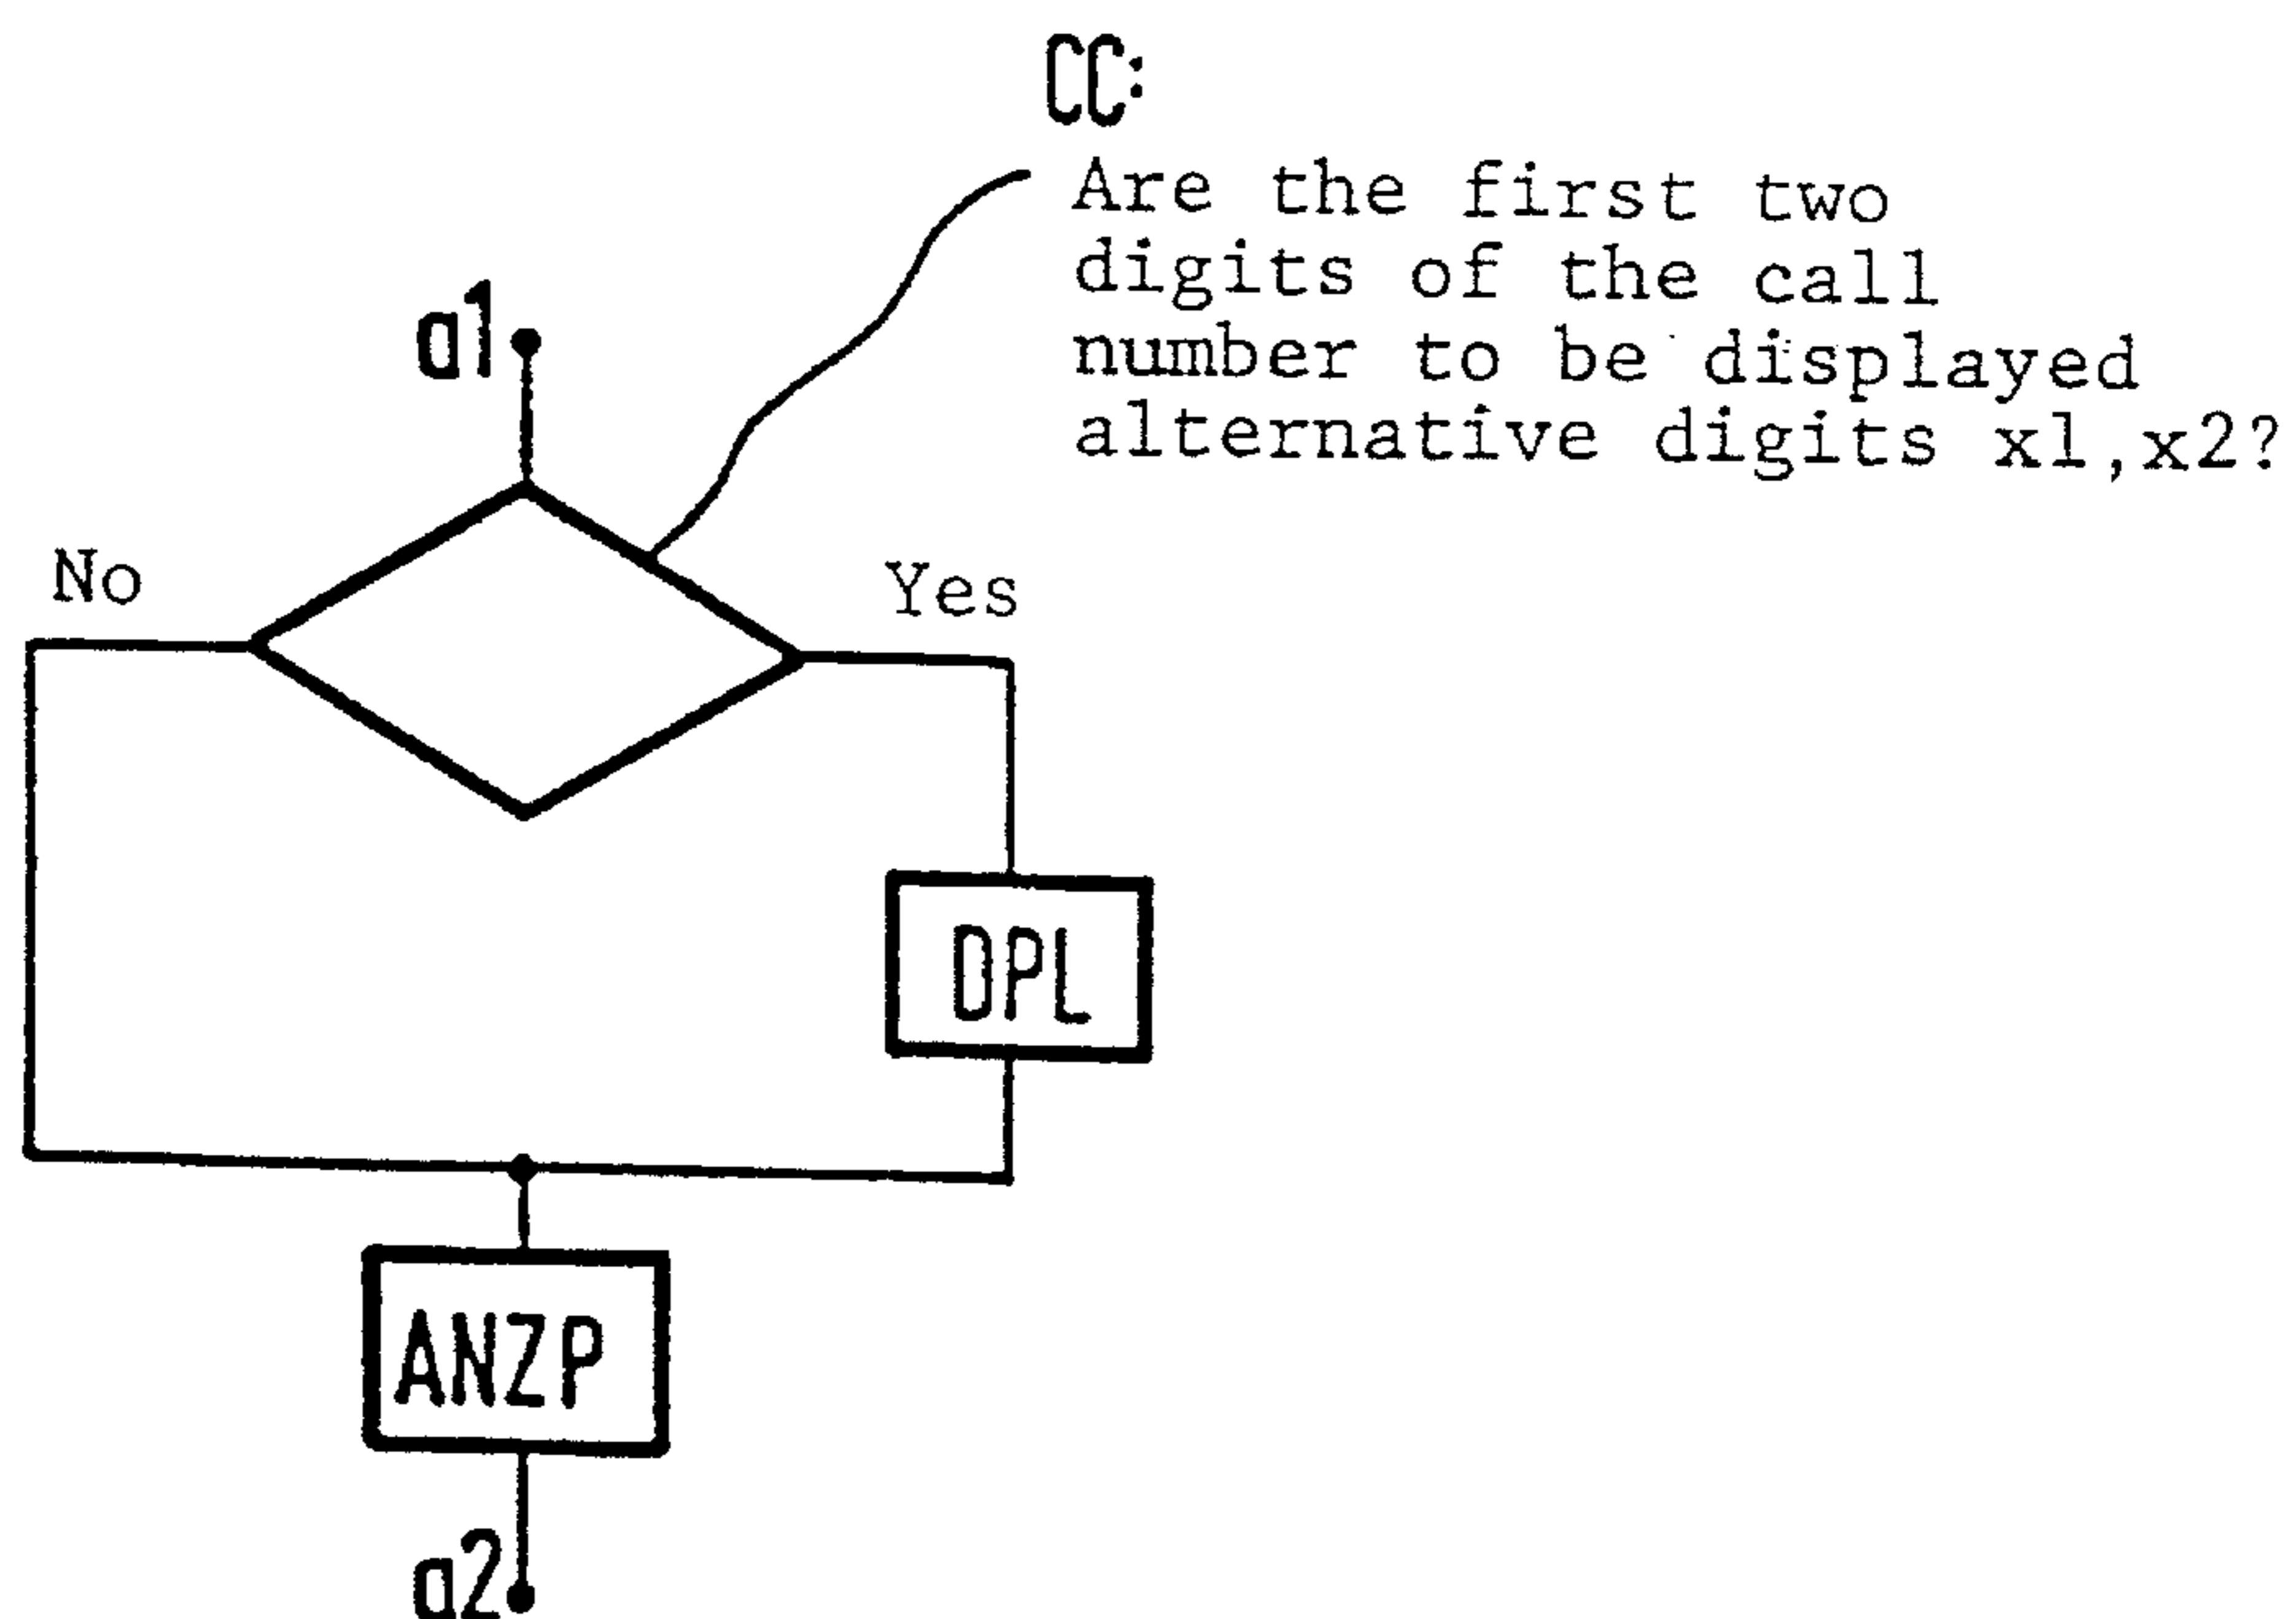 CC:
Are the first two
digits of the call
number to be displayed
alternative digits x1,x2?
a1
No
Yes
DPL
ANZP
a2